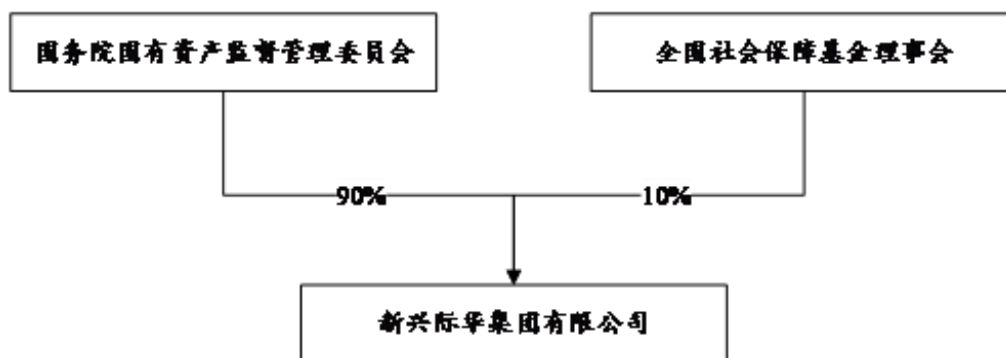 国务院国有资产监督管理委员会
全国社会保障基金理事会
90%
10%
新兴际华集团有限公司